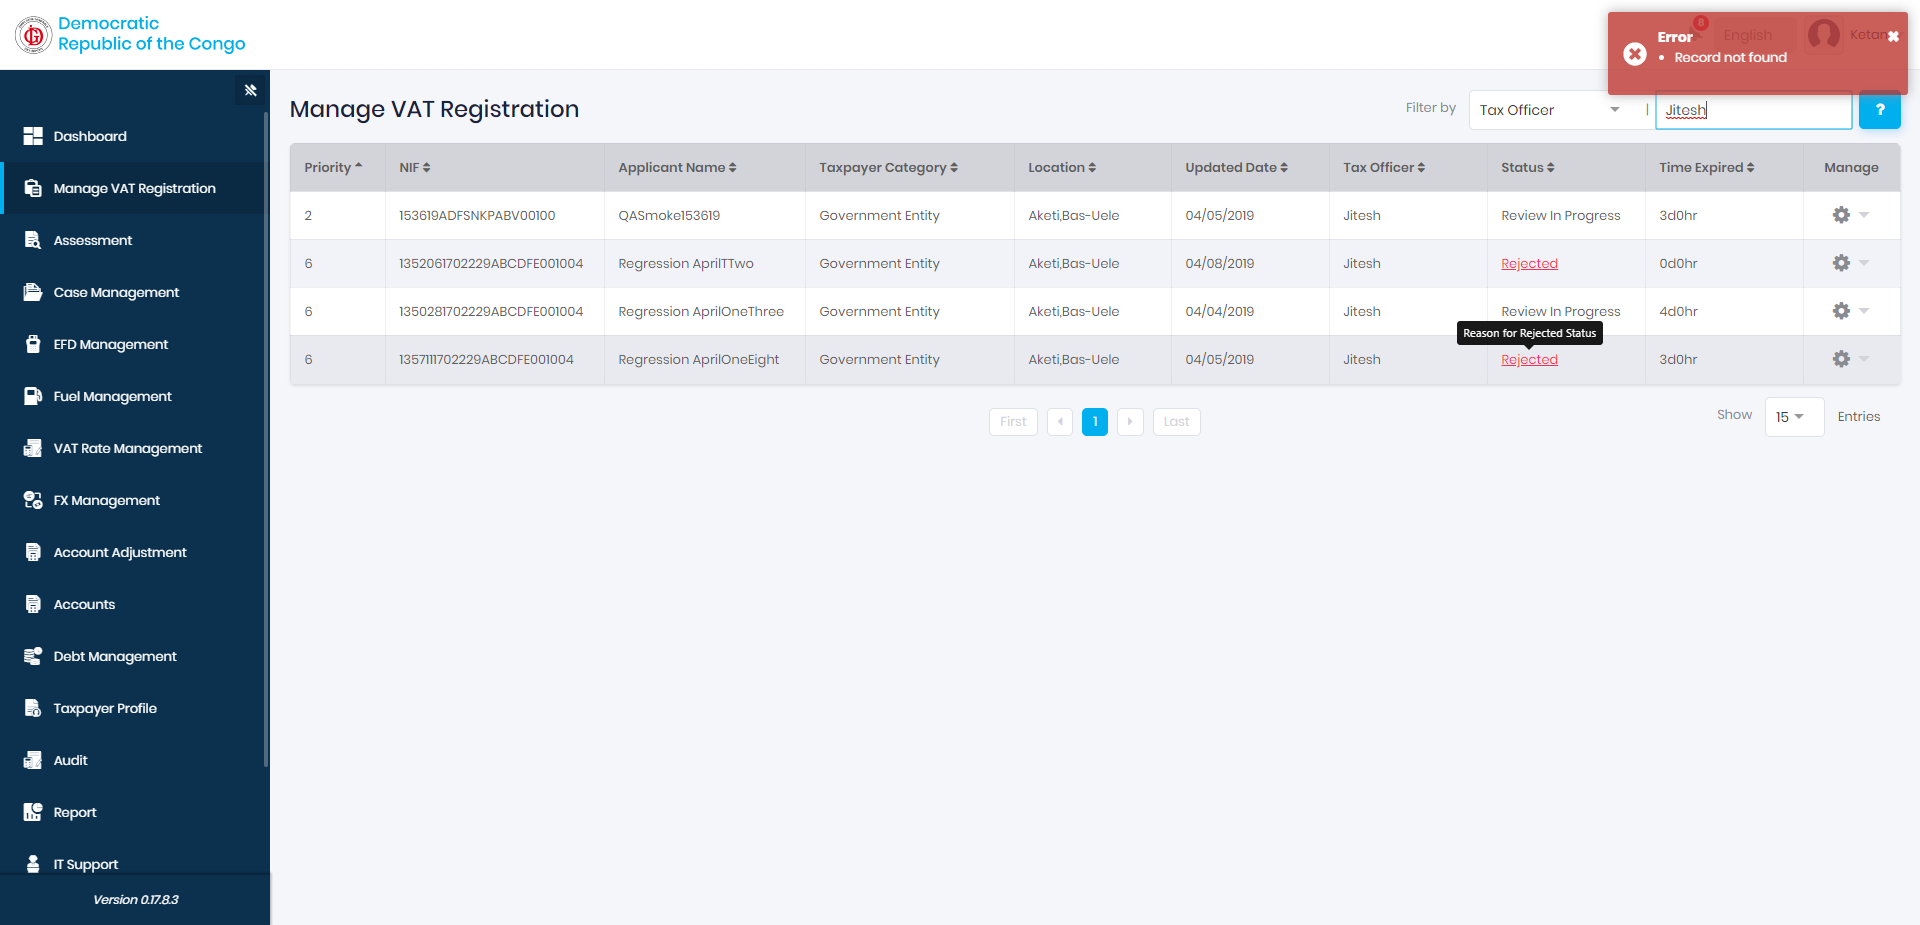 Democratic
Republic of the Congo
8
English
Ketan
Error
Record not found
Manage VAT Registration
Filter by
Tax Officer
|
Jitesh
?
Dashboard
Manage VAT Registration
Assessment
Case Management
EFD Management
Fuel Management
VAT Rate Management
FX Management
Account Adjustment
Accounts
Debt Management
Taxpayer Profile
Audit
Report
IT Support
Version 0.17.8.3
Priority NIF Applicant Name Taxpayer Category Location Updated Date Tax Officer Status Time Expired Manage
2 153619ADFSNKPABV00100 QASmoke153619 Government Entity Aketi,Bas-Uele 04/05/2019 Jitesh Review In Progress 3d0hr
6 1352061702229ABCDFE001004 Regression AprilTTwo Government Entity Aketi,Bas-Uele 04/08/2019 Jitesh Rejected 0d0hr
6 1350281702229ABCDFE001004 Regression AprilOneThree Government Entity Aketi,Bas-Uele 04/04/2019 Jitesh Review In Progress 4d0hr
Reason for Rejected Status
6 1357111702229ABCDFE001004 Regression AprilOneEight Government Entity Aketi,Bas-Uele 04/05/2019 Jitesh Rejected 3d0hr
First 1 Last
Show 15 Entries